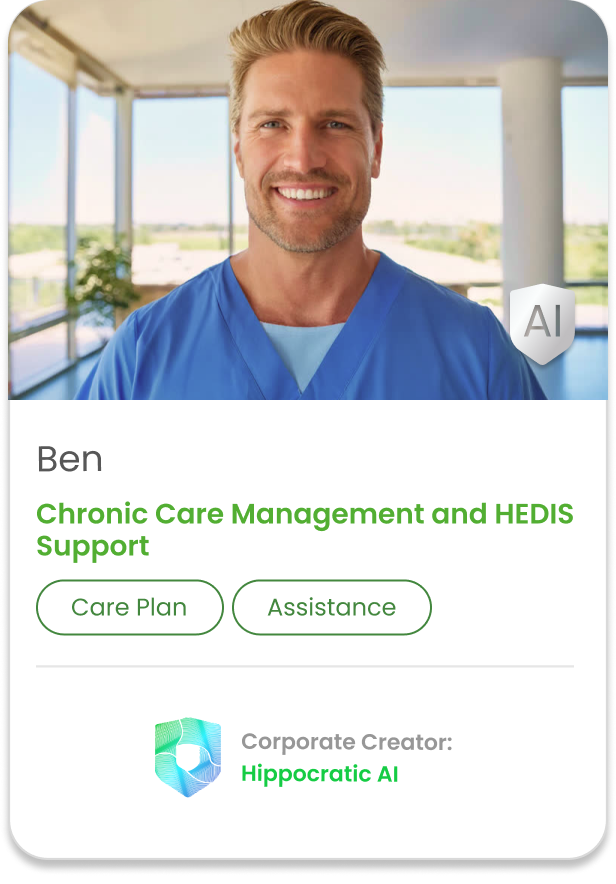 AI
Ben
Chronic Care Management and HEDIS
Support
Care Plan
Assistance
Corporate Creator:
Hippocratic AI